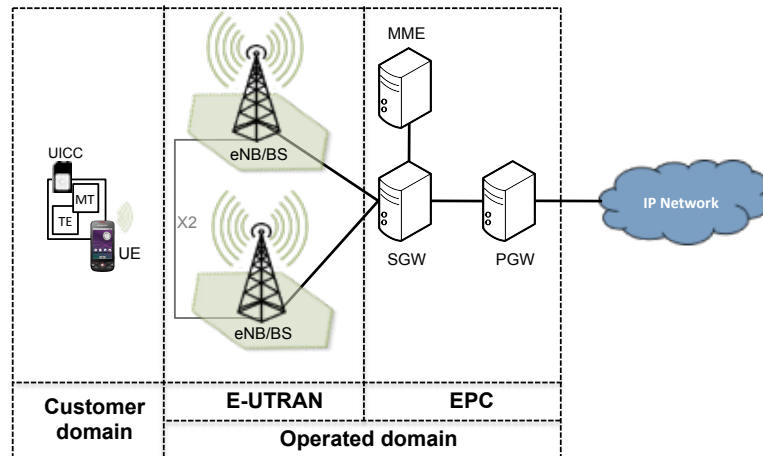 MME
UICC
MT
TE
UE
eNB/BS
X2
eNB/BS
SGW
PGW
IP Network
Customer
domain
E-UTRAN
EPC
Operated domain